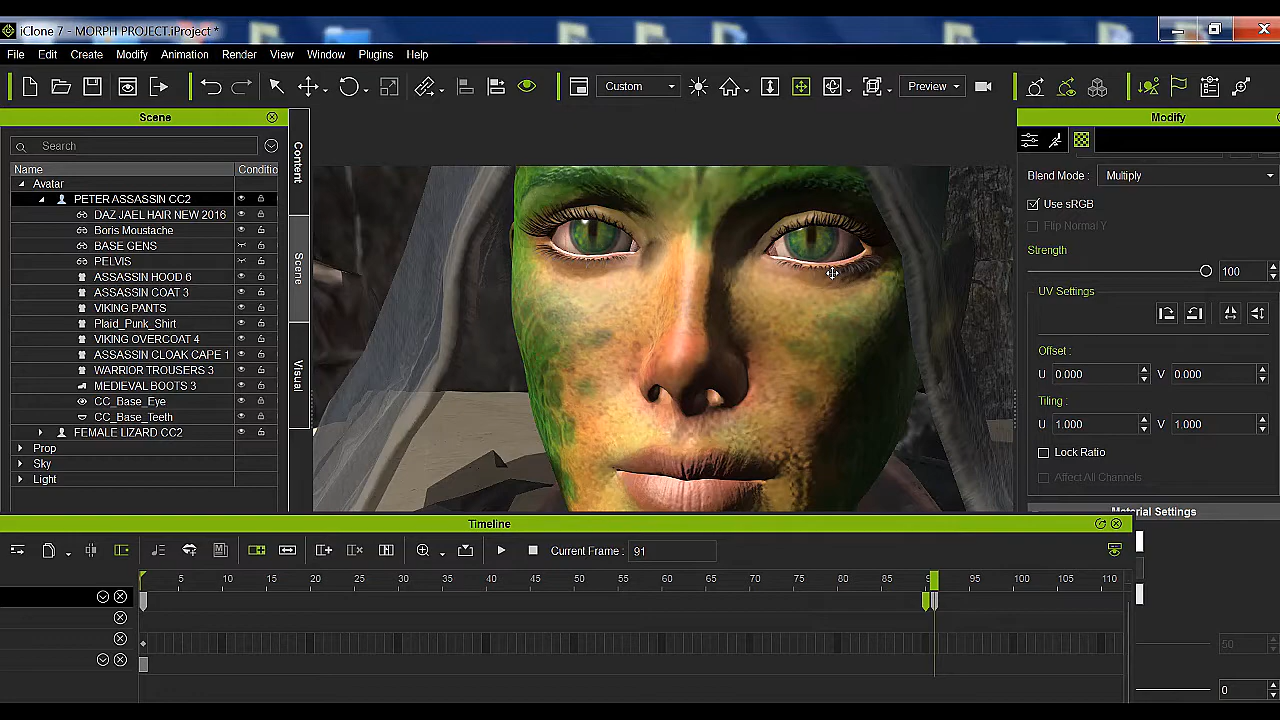 iClone 7 - MORPH PROJECT.iProject *
File Edit Create Modify Animation Render View Window Plugins Help
Custom Preview
Scene
Search
Name Conditio
Avatar
PETER ASSASSIN CC2
DAZ JAEL HAIR NEW 2016
Boris Moustache
BASE GENS
PELVIS
ASSASSIN HOOD 6
ASSASSIN COAT 3
VIKING PANTS
Plaid_Punk_Shirt
VIKING OVERCOAT 4
ASSASSIN CLOAK CAPE 1
WARRIOR TROUSERS 3
MEDIEVAL BOOTS 3
CC_Base_Eye
CC_Base_Teeth
FEMALE LIZARD CC2
Prop
Sky
Light
Content
Scene
Visual
Modify
Blend Mode : Multiply
Use sRGB
Flip Normal Y
Strength
100
UV Settings
Offset :
U 0.000 V 0.000
Tiling :
U 1.000 V 1.000
Lock Ratio
Affect All Channels
Material Settings
50
0
Timeline
Current Frame : 91
5 10 15 20 25 30 35 40 45 50 55 60 65 70 75 80 85 95 100 105 110